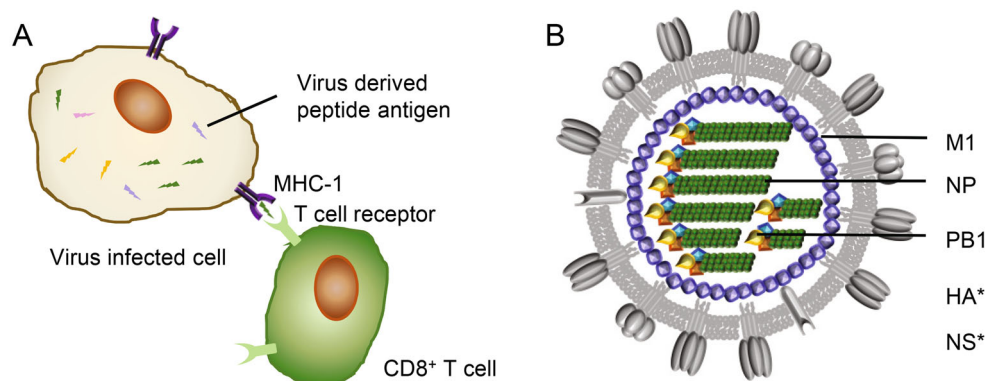 A
Virus derived
peptide antigen
MHC-1
T cell receptor
Virus infected cell
CD8⁺ T cell
B
M1
NP
PB1
HA*
NS*